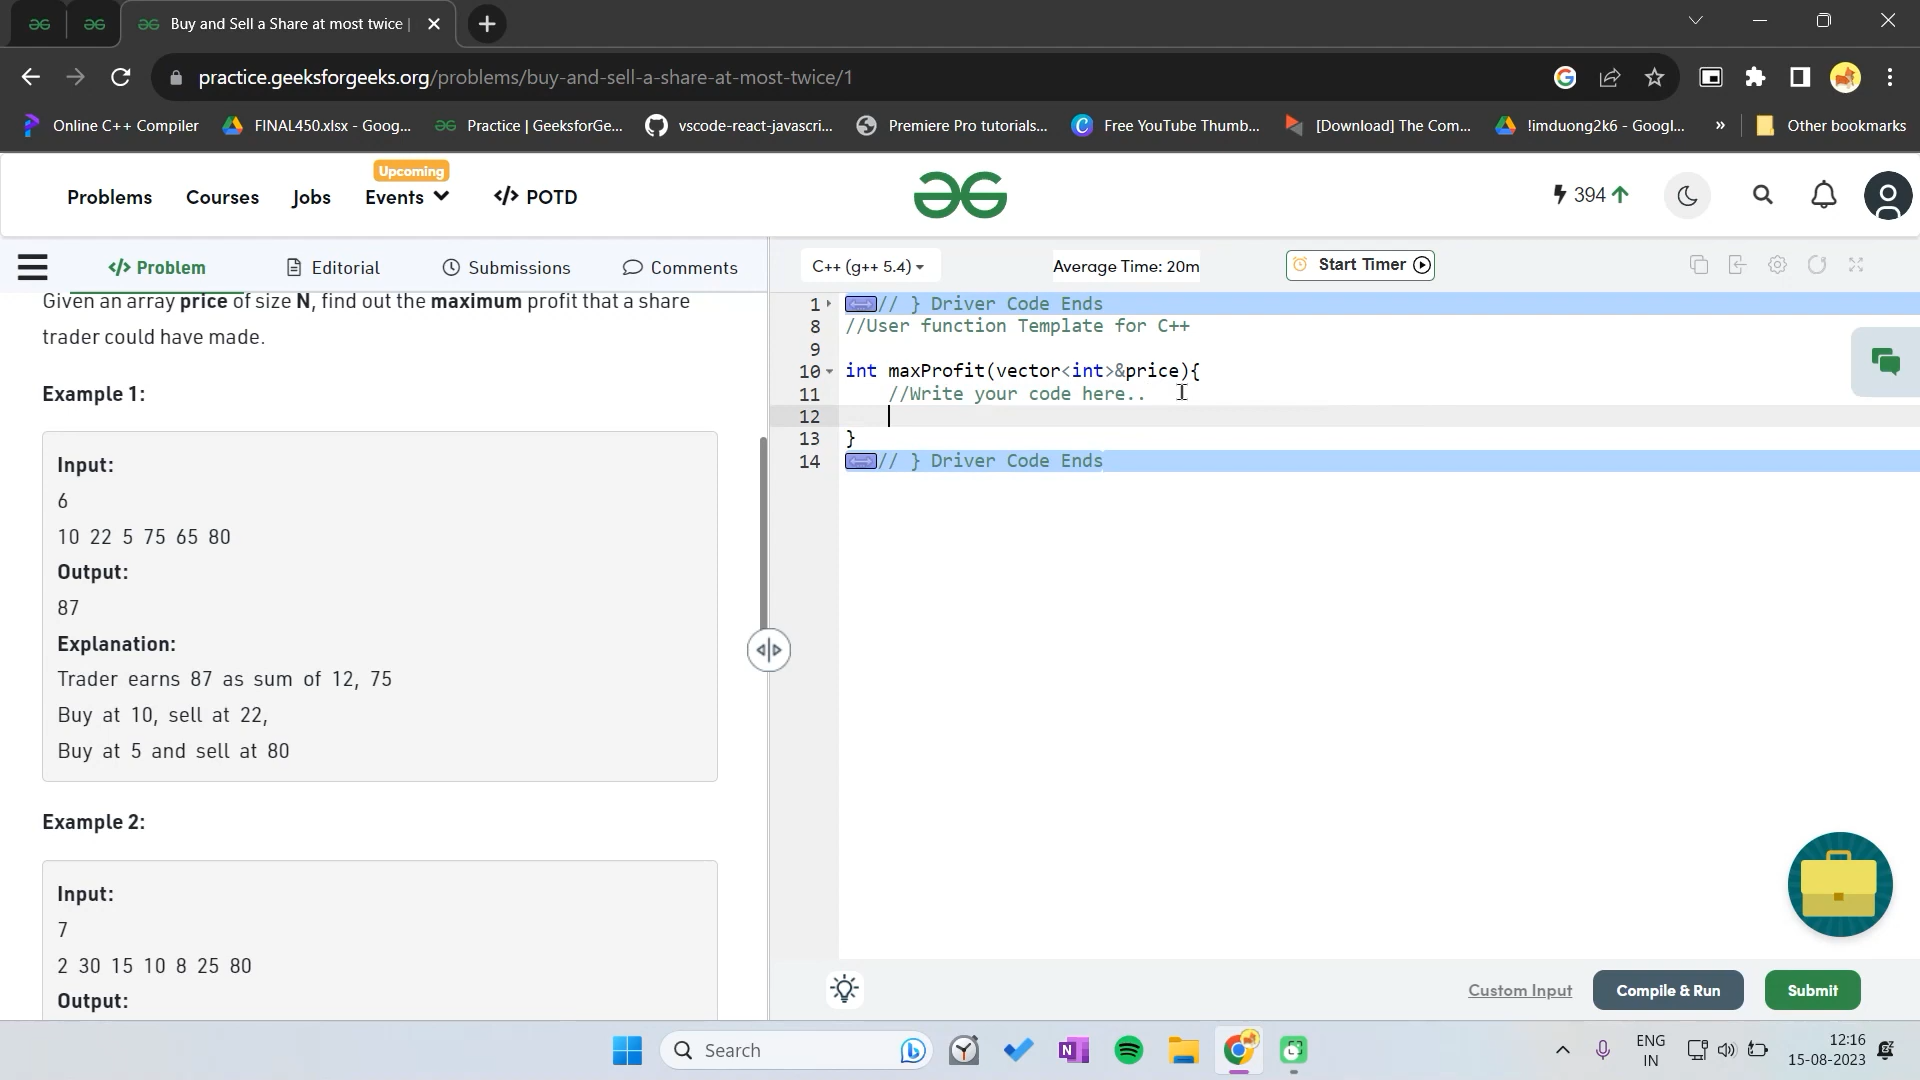 Buy and Sell a Share at most twice |
practice.geeksforgeeks.org/problems/buy-and-sell-a-share-at-most-twice/1
Online C++ Compiler FINAL450.xlsx - Goog... Practice | GeeksforGe... vscode-react-javascri... Premiere Pro tutorials... Free YouTube Thumb... [Download] The Com... !imduong2k6 - Googl... » Other bookmarks
Upcoming
Problems Courses Jobs Events </> POTD 394
</> Problem Editorial Submissions Comments
C++ (g++ 5.4) Average Time: 20m Start Timer
Given an array price of size N, find out the maximum profit that a share
trader could have made.
Example 1:
Input:
6
10 22 5 75 65 80
Output:
87
Explanation:
Trader earns 87 as sum of 12, 75
Buy at 10, sell at 22,
Buy at 5 and sell at 80
Example 2:
Input:
7
2 30 15 10 8 25 80
Output:
1 // } Driver Code Ends
8 //User function Template for C++
9
10 int maxProfit(vector<int>&price){
11 //Write your code here..
12
13 }
14 // } Driver Code Ends
Custom Input Compile & Run Submit
Search
ENG
IN
12:16
15-08-2023